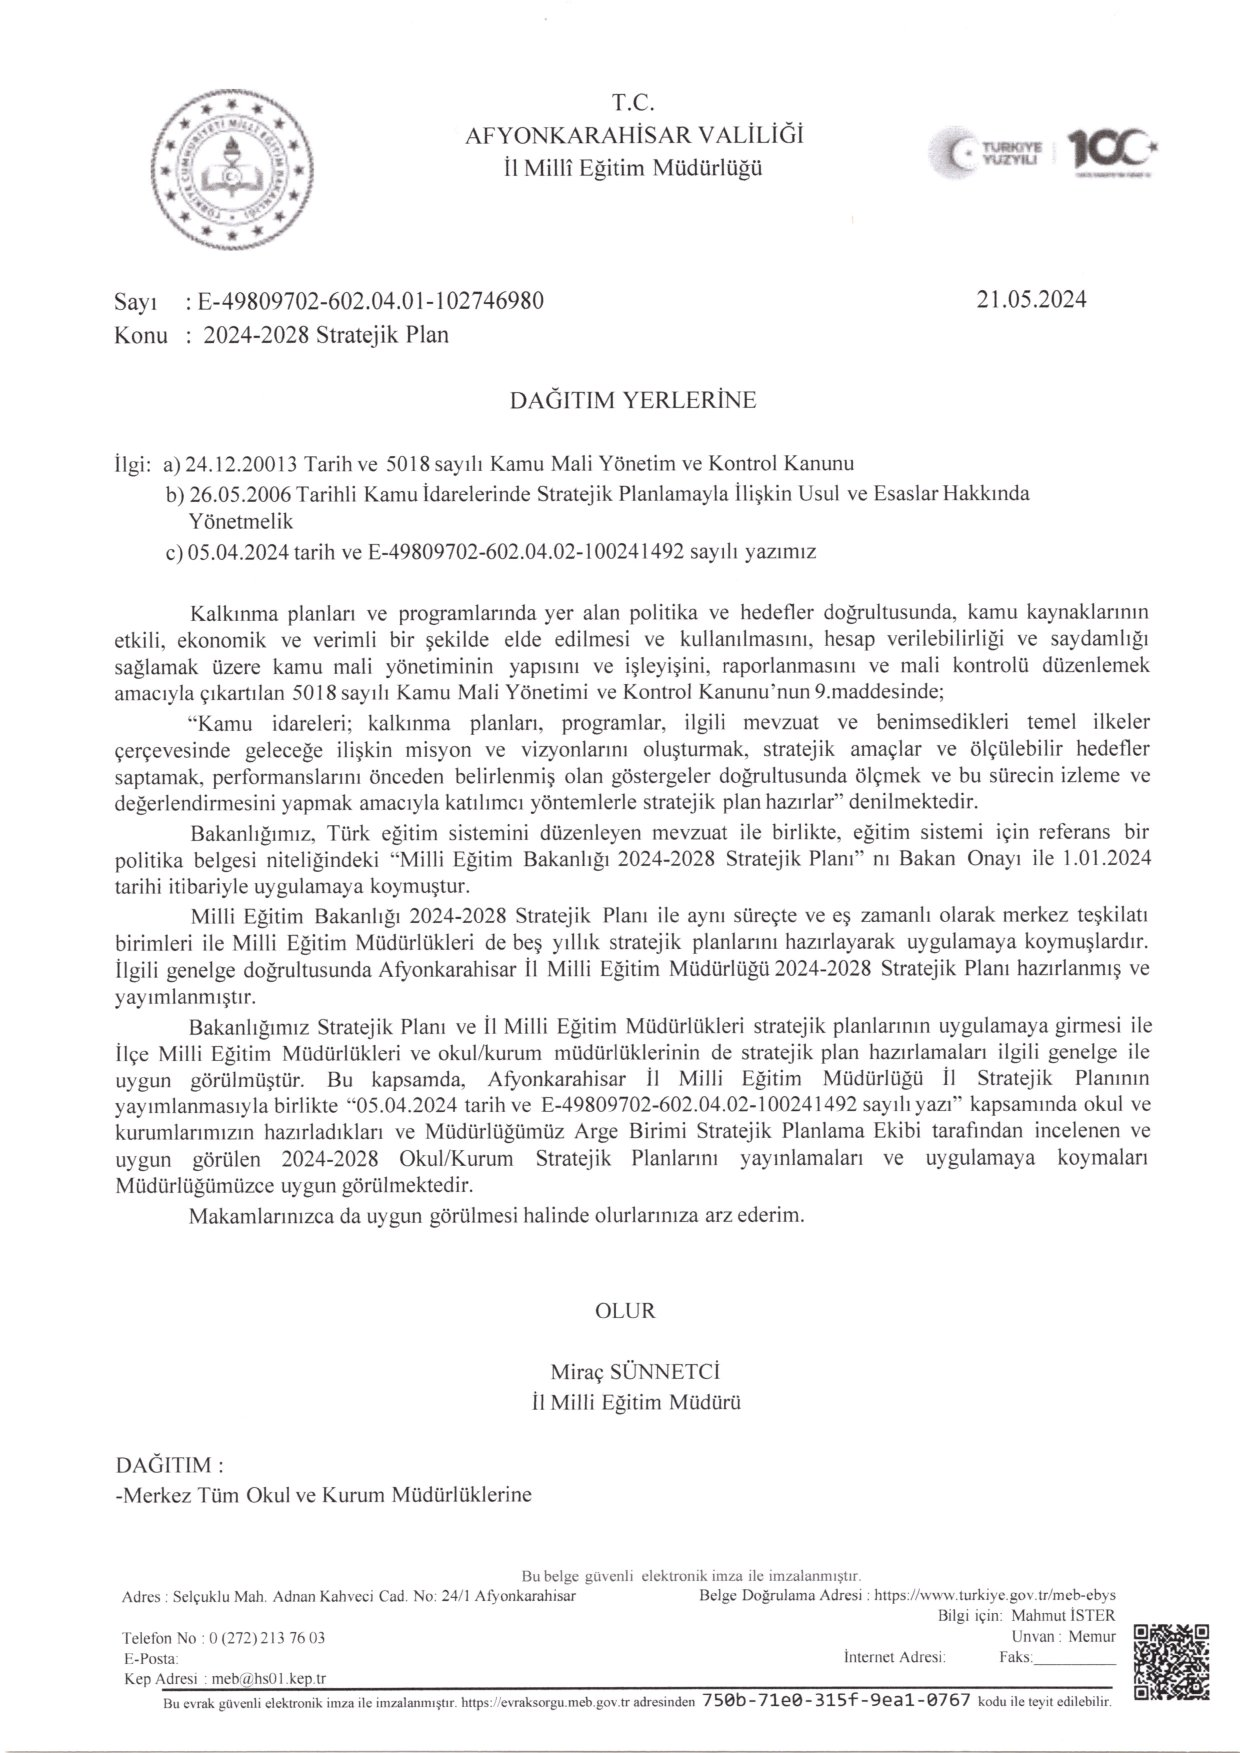 T.C.
AFYONKARAHİSAR VALİLİĞİ
İl Millî Eğitim Müdürlüğü
TÜRKİYE
YÜZYILI
100
Sayı : E-49809702-602.04.01-102746980
21.05.2024
Konu : 2024-2028 Stratejik Plan
DAĞITIM YERLERİNE
İlgi: a) 24.12.20013 Tarih ve 5018 sayılı Kamu Mali Yönetim ve Kontrol Kanunu
b) 26.05.2006 Tarihli Kamu İdarelerinde Stratejik Planlamayla İlişkin Usul ve Esaslar Hakkında
Yönetmelik
c) 05.04.2024 tarih ve E-49809702-602.04.02-100241492 sayılı yazımız
Kalkınma planları ve programlarında yer alan politika ve hedefler doğrultusunda, kamu kaynaklarının
etkili, ekonomik ve verimli bir şekilde elde edilmesi ve kullanılmasını, hesap verilebilirliği ve saydamlığı
sağlamak üzere kamu mali yönetiminin yapısını ve işleyişini, raporlanmasını ve mali kontrolü düzenlemek
amacıyla çıkartılan 5018 sayılı Kamu Mali Yönetimi ve Kontrol Kanunu’nun 9.maddesinde;
“Kamu idareleri; kalkınma planları, programlar, ilgili mevzuat ve benimsedikleri temel ilkeler
çerçevesinde geleceğe ilişkin misyon ve vizyonlarını oluşturmak, stratejik amaçlar ve ölçülebilir hedefler
saptamak, performanslarını önceden belirlenmiş olan göstergeler doğrultusunda ölçmek ve bu sürecin izleme ve
değerlendirmesini yapmak amacıyla katılımcı yöntemlerle stratejik plan hazırlar” denilmektedir.
Bakanlığımız, Türk eğitim sistemini düzenleyen mevzuat ile birlikte, eğitim sistemi için referans bir
politika belgesi niteliğindeki “Milli Eğitim Bakanlığı 2024-2028 Stratejik Planı” nı Bakan Onayı ile 1.01.2024
tarihi itibariyle uygulamaya koymuştur.
Milli Eğitim Bakanlığı 2024-2028 Stratejik Planı ile aynı süreçte ve eş zamanlı olarak merkez teşkilatı
birimleri ile Milli Eğitim Müdürlükleri de beş yıllık stratejik planlarını hazırlayarak uygulamaya koymuşlardır.
İlgili genelge doğrultusunda Afyonkarahisar İl Milli Eğitim Müdürlüğü 2024-2028 Stratejik Planı hazırlanmış ve
yayımlanmıştır.
Bakanlığımız Stratejik Planı ve İl Milli Eğitim Müdürlükleri stratejik planlarının uygulamaya girmesi ile
İlçe Milli Eğitim Müdürlükleri ve okul/kurum müdürlüklerinin de stratejik plan hazırlamaları ilgili genelge ile
uygun görülmüştür. Bu kapsamda, Afyonkarahisar İl Milli Eğitim Müdürlüğü İl Stratejik Planının
yayımlanmasıyla birlikte “05.04.2024 tarih ve E-49809702-602.04.02-100241492 sayılı yazı” kapsamında okul ve
kurumlarımızın hazırladıkları ve Müdürlüğümüz Arge Birimi Stratejik Planlama Ekibi tarafından incelenen ve
uygun görülen 2024-2028 Okul/Kurum Stratejik Planlarını yayınlamaları ve uygulamaya koymaları
Müdürlüğümüzce uygun görülmektedir.
Makamlarınızca da uygun görülmesi halinde olurlarınıza arz ederim.
OLUR
Miraç SÜNNETCİ
İl Milli Eğitim Müdürü
DAĞITIM :
-Merkez Tüm Okul ve Kurum Müdürlüklerine
Bu belge güvenli elektronik imza ile imzalanmıştır.
Adres : Selçuklu Mah. Adnan Kahveci Cad. No: 24/1 Afyonkarahisar
Belge Doğrulama Adresi : https://www.turkiye.gov.tr/meb-ebys
Bilgi için: Mahmut İSTER
Telefon No : 0 (272) 213 76 03
Unvan : Memur
E-Posta:
İnternet Adresi:
Faks:__________
Kep Adresi : meb@hs01.kep.tr
Bu evrak güvenli elektronik imza ile imzalanmıştır. https://evraksorgu.meb.gov.tr adresinden 750b-71e0-315f-9ea1-0767 kodu ile teyit edilebilir.